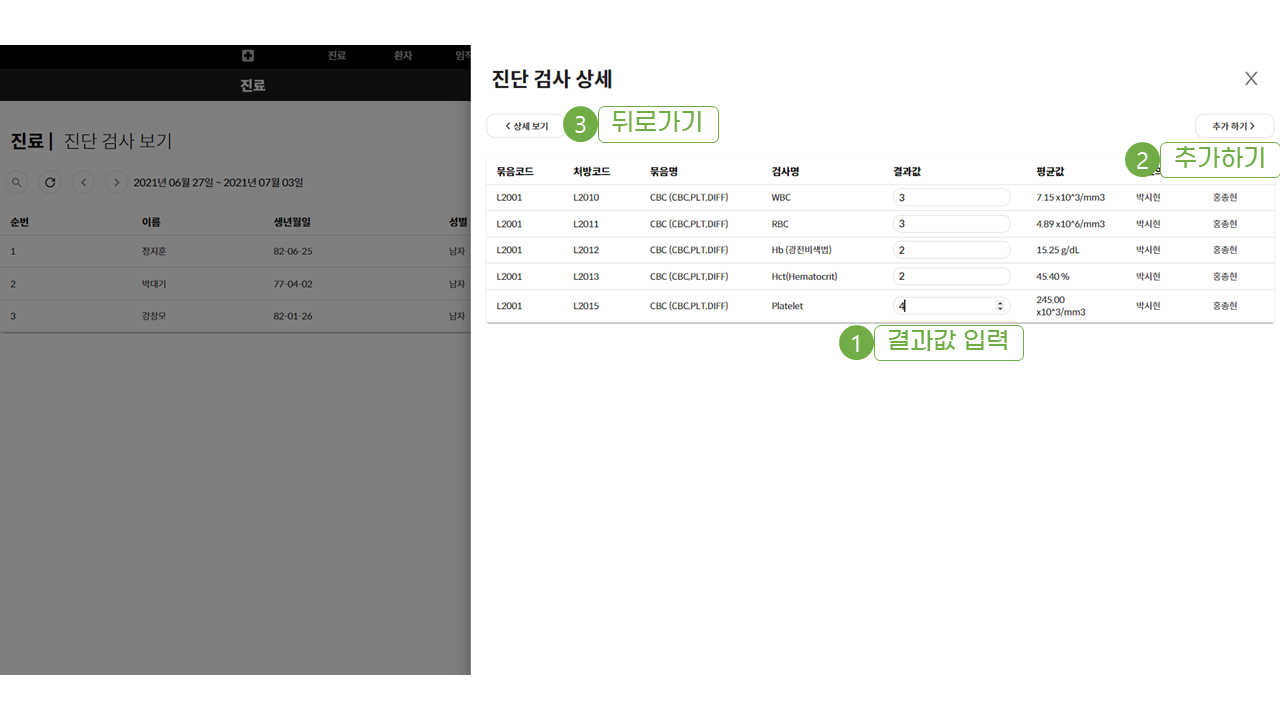 진료 환자
진료
진료 | 진단 검사 보기
2021년 06월 27일 ~ 2021년 07월 03일
순번 이름 생년월일 성별
1 정지훈 82-06-25 남자
2 박대기 77-04-02 남자
3 강창모 82-01-26 남자
진단 검사 상세
상세 보기
3 뒤로가기
추가 하기
2 추가하기
묶음코드 처방코드 묶음명 검사명 결과값 평균값
L2001 L2010 CBC (CBC,PLT,DIFF) WBC 3 7.15 x10^3/mm3 박시현 홍종현
L2001 L2011 CBC (CBC,PLT,DIFF) RBC 3 4.89 x10^6/mm3 박시현 홍종현
L2001 L2012 CBC (CBC,PLT,DIFF) Hb (광전비색법) 2 15.25 g/dL 박시현 홍종현
L2001 L2013 CBC (CBC,PLT,DIFF) Hct(Hematocrit) 2 45.40 % 박시현 홍종현
L2001 L2015 CBC (CBC,PLT,DIFF) Platelet 4 245.00 x10^3/mm3 박시현 홍종현
1 결과값 입력